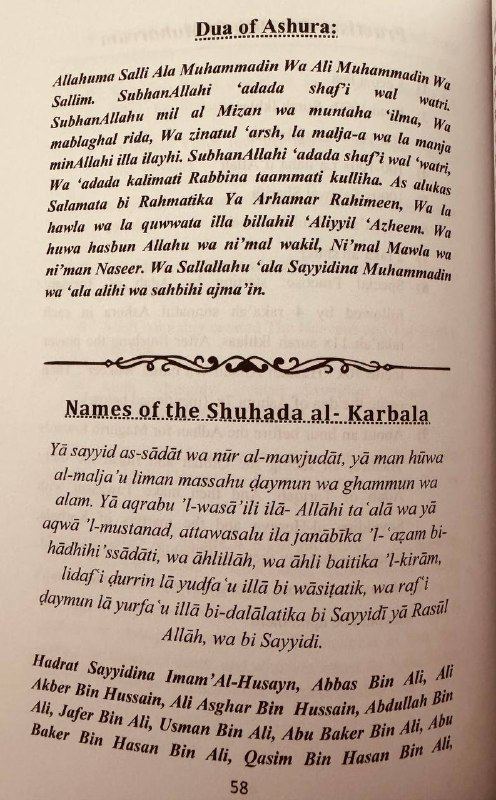 Dua of Ashura:
Allahuma Salli Ala Muhammadin Wa Ali Muhammadin Wa
Sallim. SubhanAllahi ‘adada shaf’i wal watri.
SubhanAllahu mil al Mizan wa muntaha ‘ilma, Wa
mablaghal rida, Wa zinatul ‘arsh, la malja-a wa la manja
minAllahi illa ilayhi. SubhanAllahi ‘adada shaf’i wal ‘watri,
Wa ‘adada kalimati Rabbina taammati kulliha. As alukas
Salamata bi Rahmatika Ya Arhamar Rahimeen, Wa la
hawla wa la quwwata illa billahil ‘Aliyyil ‘Azheem. Wa
huwa hasbun Allahu wa ni’mal wakil, Ni’mal Mawla wa
ni’man Naseer. Wa Sallallahu ‘ala Sayyidina Muhammadin
wa ‘ala alihi wa sahbihi ajma’in.
Names of the Shuhada al- Karbala
Yā sayyid as-sādāt wa nūr al-mawjudāt, yā man hūwa
al-malja’u liman massahu ḍaymun wa ghammun wa
alam. Yā aqrabu ’l-wasā’ili ilā- Allāhi ta‘alā wa yā
aqwā ’l-mustanad, attawasalu ila janābīka ’l-‘aẓam bi-
hādhihi’ssādāti, wa āhlillāh, wa āhli baitika ’l-kirām,
lidaf‘i ḍurrin lā yudfa‘u illā bi wāsiṭatik, wa raf‘i
ḍaymun lā yurfa‘u illā bi-dalālatika bi Sayyidī yā Rasūl
Allāh, wa bi Sayyidi.
Hadrat Sayyidina Imam’Al-Husayn, Abbas Bin Ali, Ali
Akber Bin Hussain, Ali Asghar Bin Hussain, Abdullah Bin
Ali, Jafer Bin Ali, Usman Bin Ali, Abu Baker Bin Ali, Abu
Baker Bin Hasan Bin Ali, Qasim Bin Hasan Bin Ali,
58